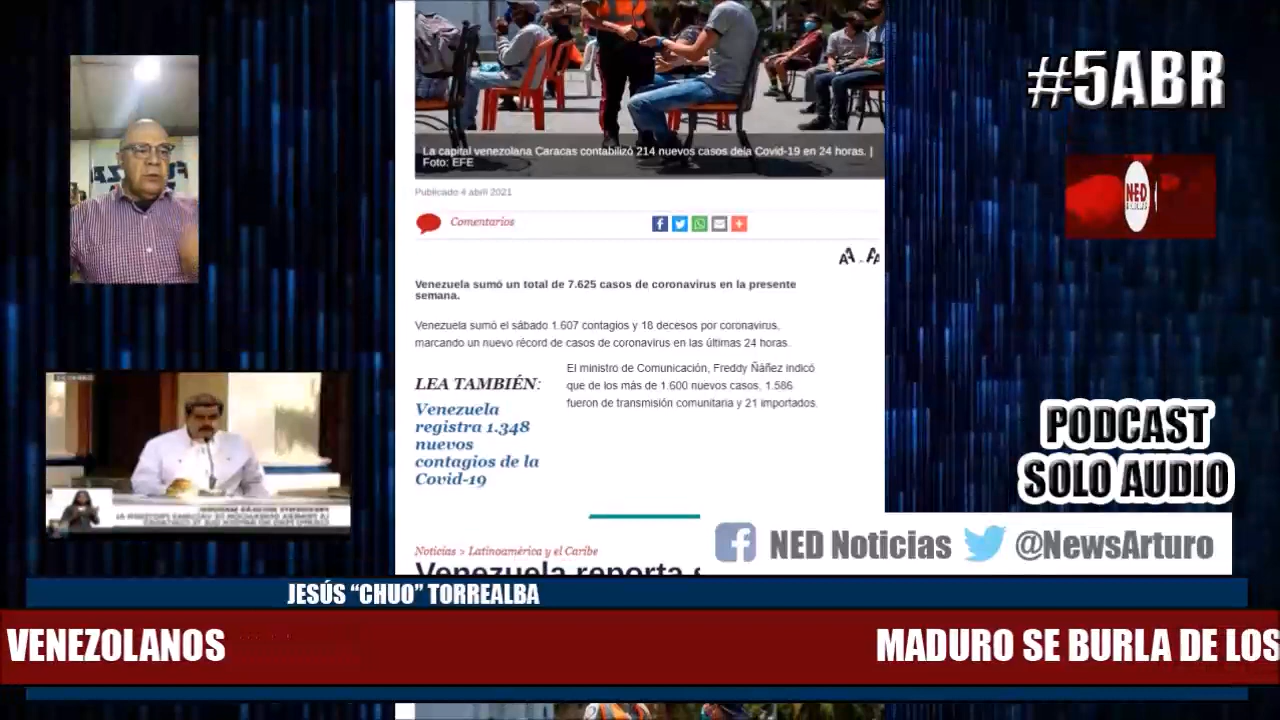 #5ABR
NED
La capital venezolana Caracas contabilizó 214 nuevos casos dela Covid-19 en 24 horas. |
Foto: EFE
Publicado 4 abril 2021
Comentarios
Venezuela sumó un total de 7.625 casos de coronavirus en la presente
semana.
Venezuela sumó el sábado 1.607 contagios y 18 decesos por coronavirus,
marcando un nuevo récord de casos de coronavirus en las últimas 24 horas.
LEA TAMBIÉN:
Venezuela
registra 1.348
nuevos
contagios de la
Covid-19
El ministro de Comunicación, Freddy Ñáñez indicó
que de los más de 1.600 nuevos casos, 1.586
fueron de transmisión comunitaria y 21 importados.
PODCAST
SOLO AUDIO
Noticias > Latinoamérica y el Caribe
Venezuela reporta
NED Noticias @NewsArturo
JESÚS “CHUO” TORREALBA
VENEZOLANOS MADURO SE BURLA DE LOS